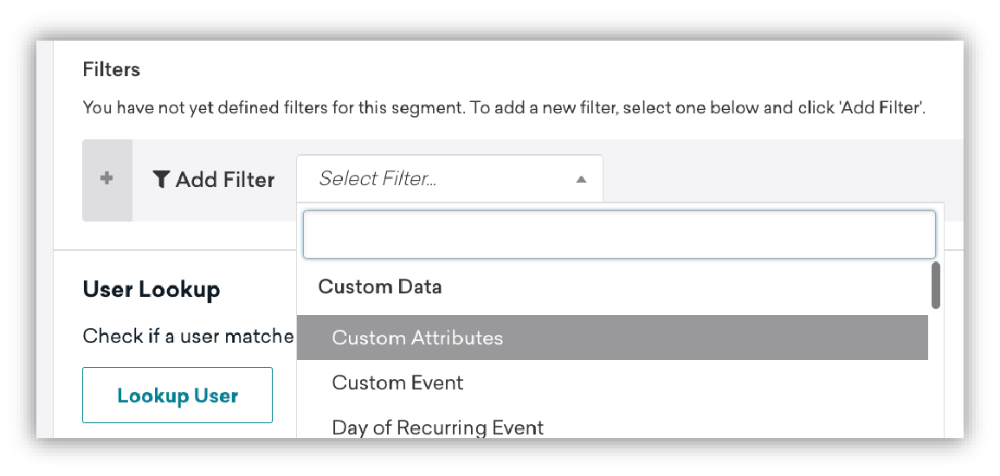 Filters
You have not yet defined filters for this segment. To add a new filter, select one below and click 'Add Filter'.
+ Add Filter Select Filter...
Custom Data
User Lookup
Custom Attributes
Check if a user matche
Custom Event
Lookup User
Day of Recurring Event